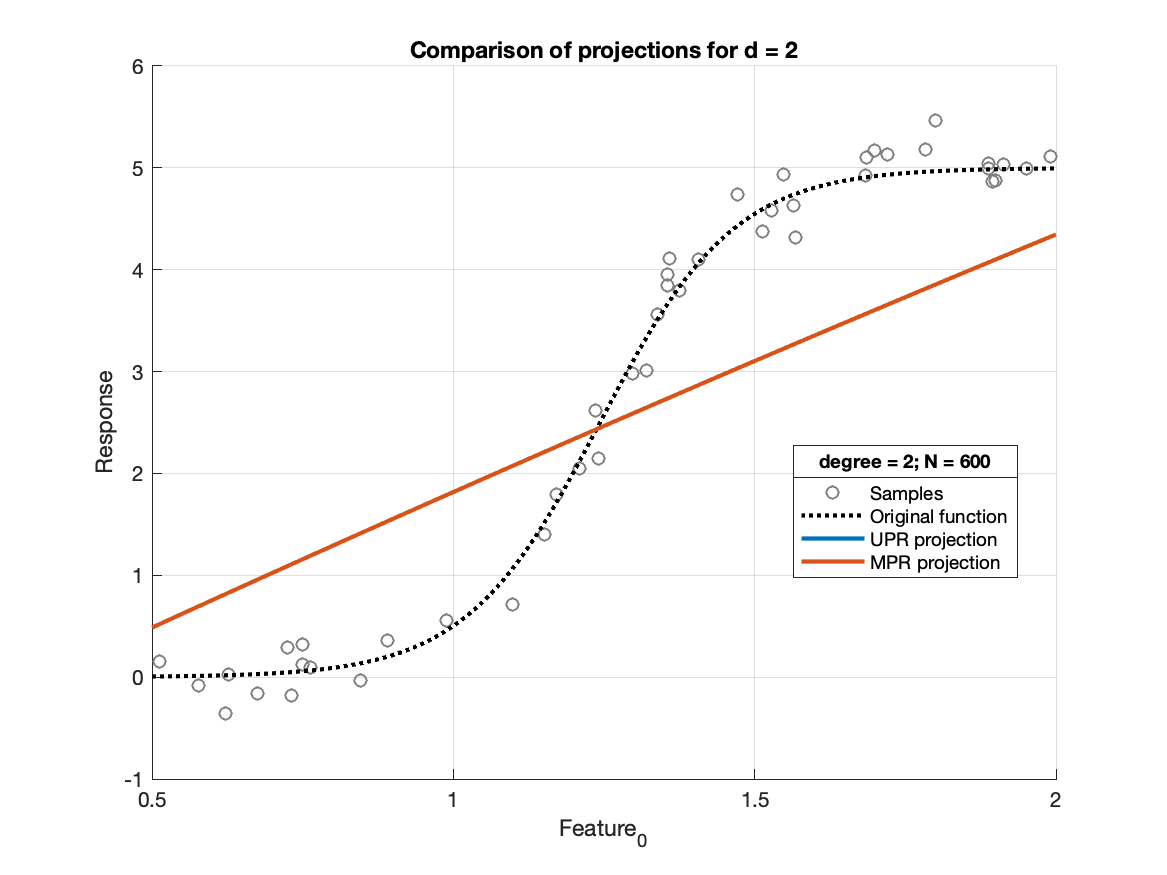 Comparison of projections for d = 2
6
5
4
3
2
1
0
-1
Response
degree = 2; N = 600
Samples
Original function
UPR projection
MPR projection
0.5 1 1.5 2
Feature₀